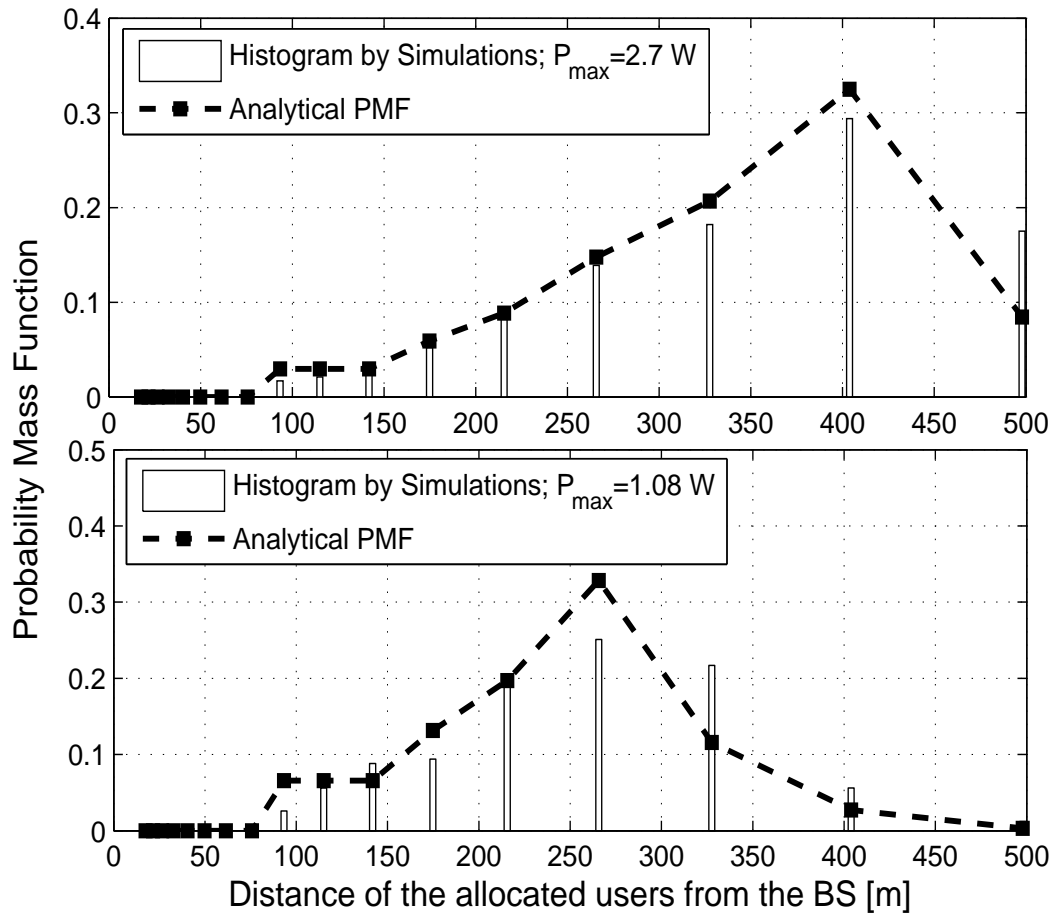 0.4
Histogram by Simulations; P_max=2.7 W
Analytical PMF
0.3
0.2
0.1
0
0 50 100 150 200 250 300 350 400 450 500
Probability Mass Function
0.5
Histogram by Simulations; P_max=1.08 W
Analytical PMF
0.4
0.3
0.2
0.1
0
0 50 100 150 200 250 300 350 400 450 500
Distance of the allocated users from the BS [m]